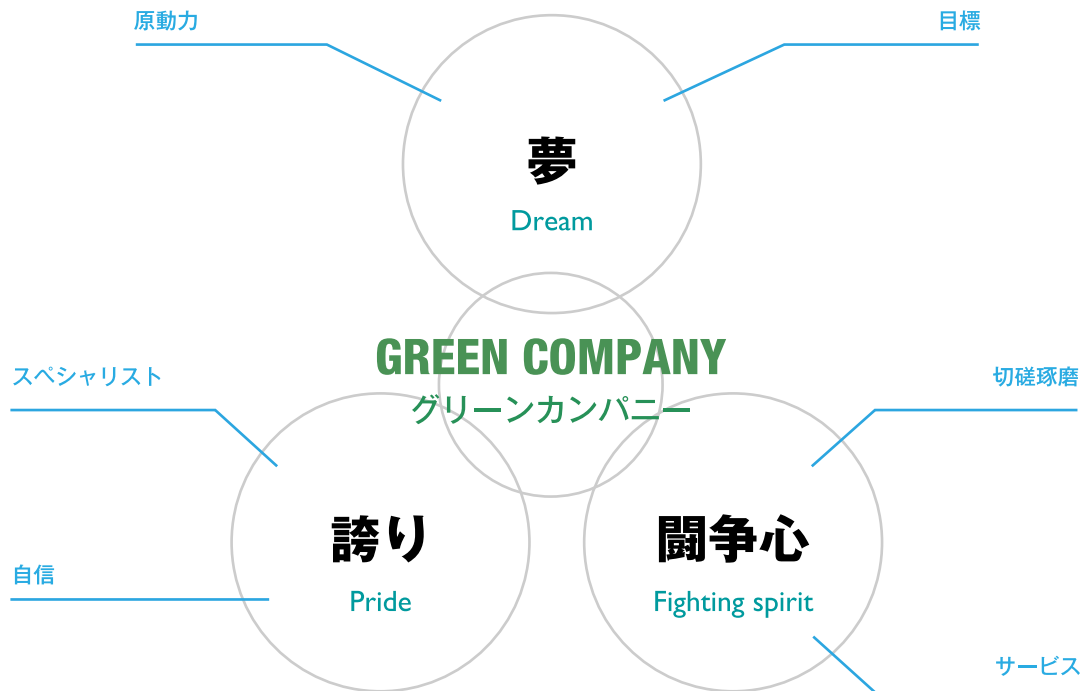 原動力
目標
夢
Dream
GREEN COMPANY
グリーンカンパニー
スペシャリスト
切磋琢磨
誇り
Pride
闘争心
Fighting spirit
自信
サービス